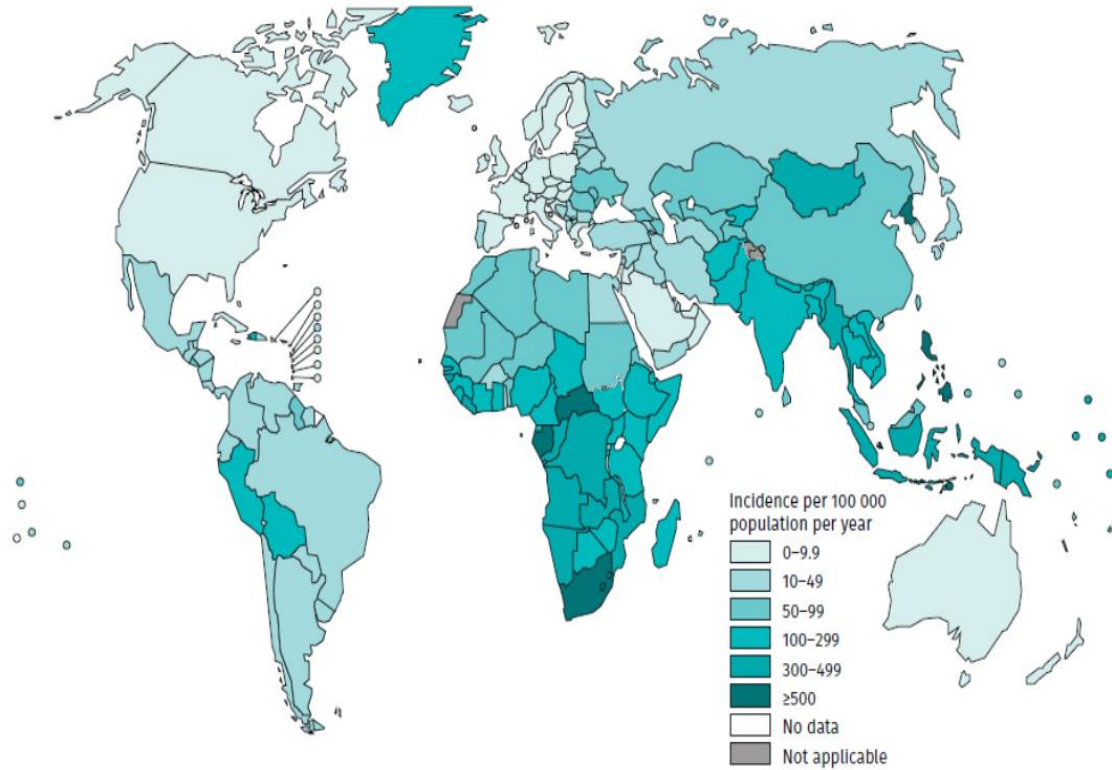 Incidence per 100 000
population per year
0–9.9
10–49
50–99
100–299
300–499
≥500
No data
Not applicable